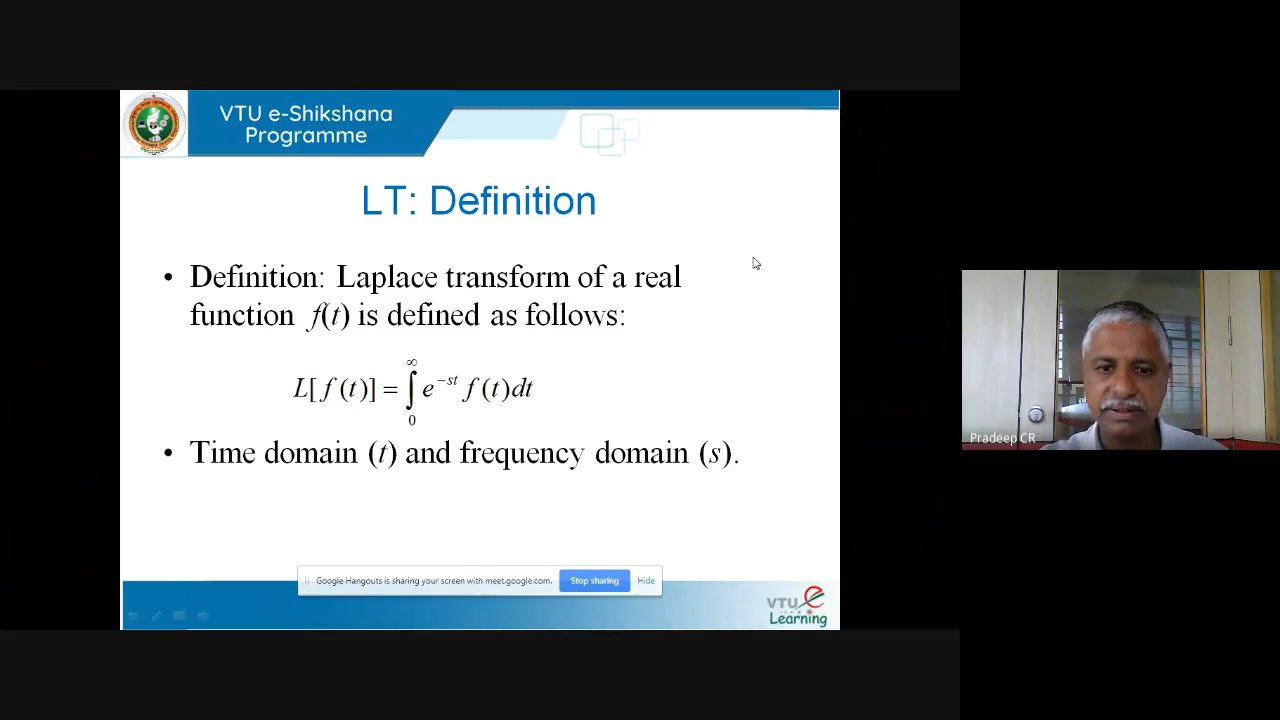 VTU e-Shikshana
Programme
LT: Definition
• Definition: Laplace transform of a real
function f(t) is defined as follows:
L[f(t)] = ∫₀^∞ e^{-st} f(t)dt
• Time domain (t) and frequency domain (s).
Pradeep CR
Google Hangouts is sharing your screen with meet.google.com.
Stop sharing
Hide
VTU e
Learning